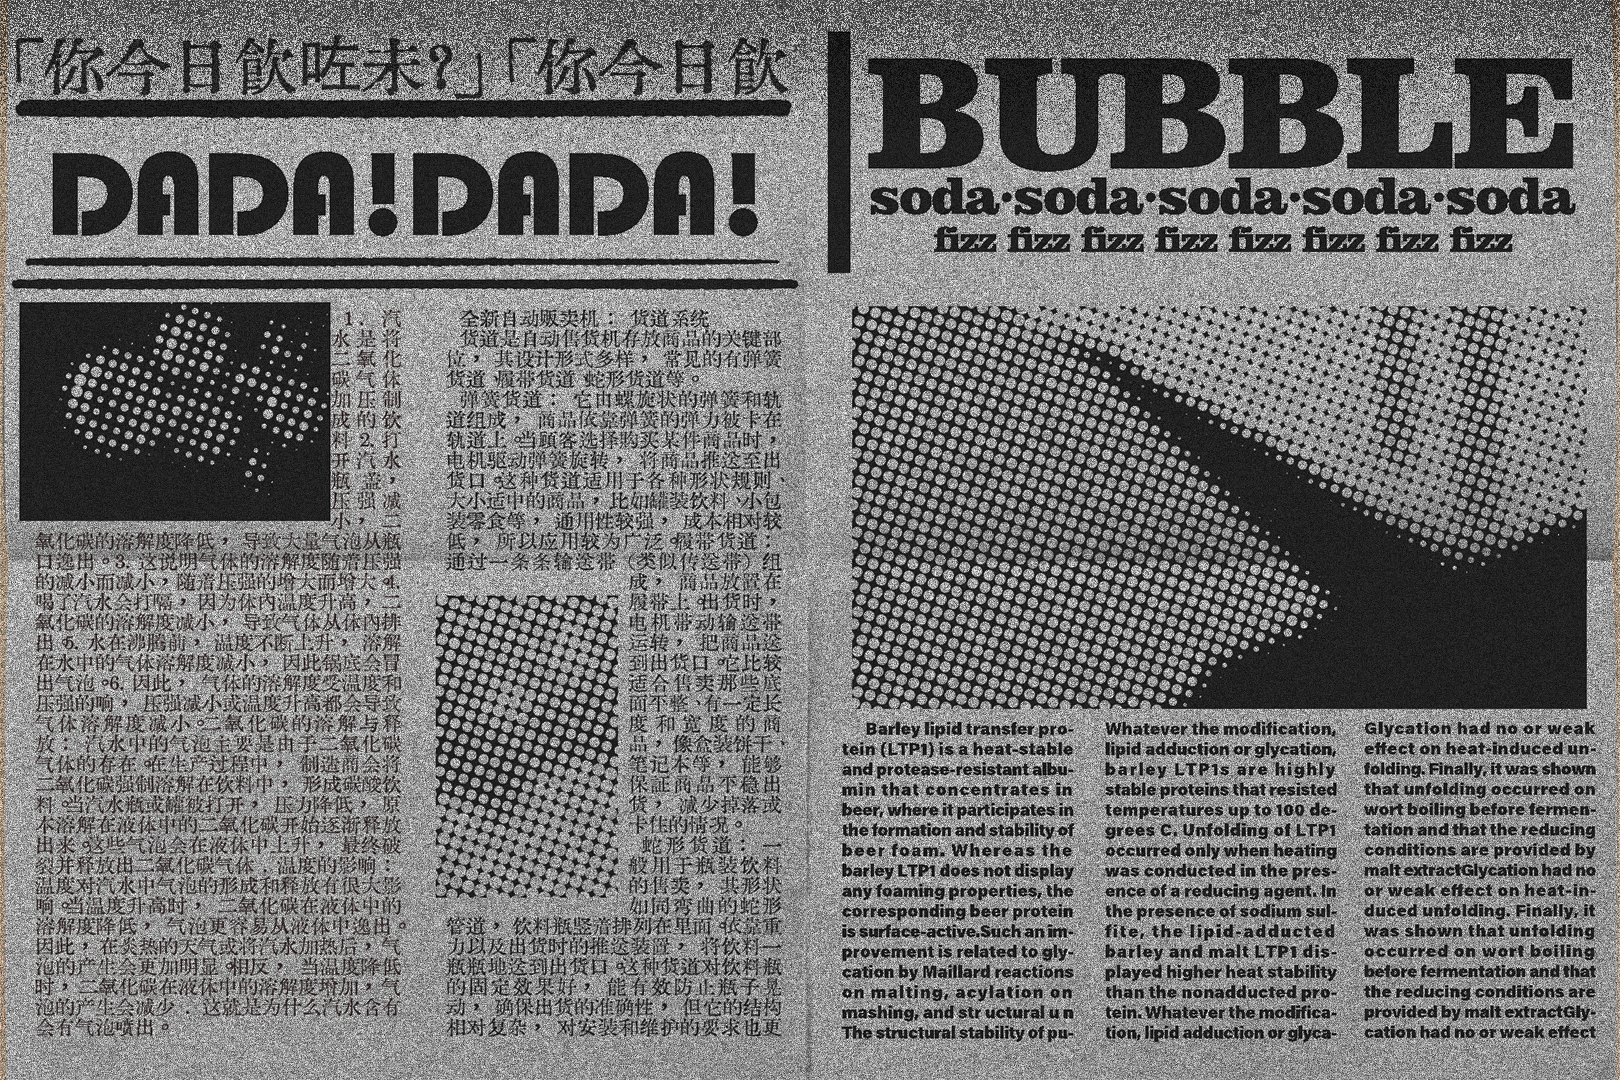 「你今日飲咗未?」「你今日飲
DADA!DADA!
1. 汽
水是将
二氧化
碳气体
加压制
成的饮
料 2. 打
开汽水
瓶盖，
压强减
小，二
氧化碳的溶解度降低，导致大量气泡从瓶
口逸出。3. 这说明气体的溶解度随着压强
的减小而减小，随着压强的增大而增大。4.
喝了汽水会打嗝，因为体内温度升高，二
氧化碳的溶解度减小，导致气体从体内排
出。5. 水在沸腾前，温度不断上升，溶解
在水中的气体溶解度减小，因此锅底会冒
出气泡。6. 因此，气体的溶解度受温度和
压强的响，压强减小或温度升高都会导致
气体溶解度减小。二氧化碳的溶解与释
放：汽水中的气泡主要是由于二氧化碳
气体的存在。在生产过程中，制造商会将
二氧化碳强制溶解在饮料中，形成碳酸饮
料。当汽水瓶或罐被打开，压力降低，原
本溶解在液体中的二氧化碳开始逐渐释放
出来。这些气泡会在液体中上升，最终破
裂并释放出二氧化碳气体 . 温度的影响：
温度对汽水中气泡的形成和释放有很大影
响。当温度升高时，二氧化碳在液体中的
溶解度降低，气泡更容易从液体中逸出。
因此，在炎热的天气或将汽水加热后，气
泡的产生会更加明显。相反，当温度降低
时，二氧化碳在液体中的溶解度增加，气
泡的产生会减少 . 这就是为什么汽水含有
会有气泡喷出。
全新自动贩卖机：货道系统
货道是自动售货机存放商品的关键部
位，其设计形式多样，常见的有弹簧
货道、履带货道、蛇形货道等。
弹簧货道：它由螺旋状的弹簧和轨
道组成，商品依靠弹簧的弹力被卡在
轨道上。当顾客选择购买某件商品时，
电机驱动弹簧旋转，将商品推送至出
货口。这种货道适用于各种形状规则、
大小适中的商品，比如罐装饮料、小包
装零食等，通用性较强，成本相对较
低，所以应用较为广泛。履带货道：
通过一条条输送带（类似传送带）组
成，商品放置在
履带上。出货时，
电机带动输送带
运转，把商品送
到出货口。它比较
适合售卖那些底
面平整、有一定长
度和宽度的商
品，像盒装饼干、
笔记本等，能够
保证商品平稳出
货，减少掉落或
卡住的情况。
蛇形货道：一
般用于瓶装饮料
的售卖，其形状
如同弯曲的蛇形
管道，饮料瓶竖着排列在里面。依靠重
力以及出货时的推送装置，将饮料一
瓶瓶地送到出货口。这种货道对饮料瓶
的固定效果好，能有效防止瓶子晃
动，确保出货的准确性，但它的结构
相对复杂，对安装和维护的要求也更
BUBBLE
soda·soda·soda·soda·soda
fizz fizz fizz fizz fizz fizz fizz fizz
Barley lipid transfer pro-
tein (LTP1) is a heat-stable
and protease-resistant albu-
min that concentrates in
beer, where it participates in
the formation and stability of
beer foam. Whereas the
barley LTP1 does not display
any foaming properties, the
corresponding beer protein
is surface-active.Such an im-
provement is related to gly-
cation by Maillard reactions
on malting, acylation on
mashing, and str uctural u n
The structural stability of pu-
Whatever the modification,
lipid adduction or glycation,
barley LTP1s are highly
stable proteins that resisted
temperatures up to 100 de-
grees C. Unfolding of LTP1
occurred only when heating
was conducted in the pres-
ence of a reducing agent. In
the presence of sodium sul-
fite, the lipid-adducted
barley and malt LTP1 dis-
played higher heat stability
than the nonadducted pro-
tein. Whatever the modifica-
tion, lipid adduction or glyca-
Glycation had no or weak
effect on heat-induced un-
folding. Finally, it was shown
that unfolding occurred on
wort boiling before fermen-
tation and that the reducing
conditions are provided by
malt extractGlycation had no
or weak effect on heat-in-
duced unfolding. Finally, it
was shown that unfolding
occurred on wort boiling
before fermentation and that
the reducing conditions are
provided by malt extractGly-
cation had no or weak effect